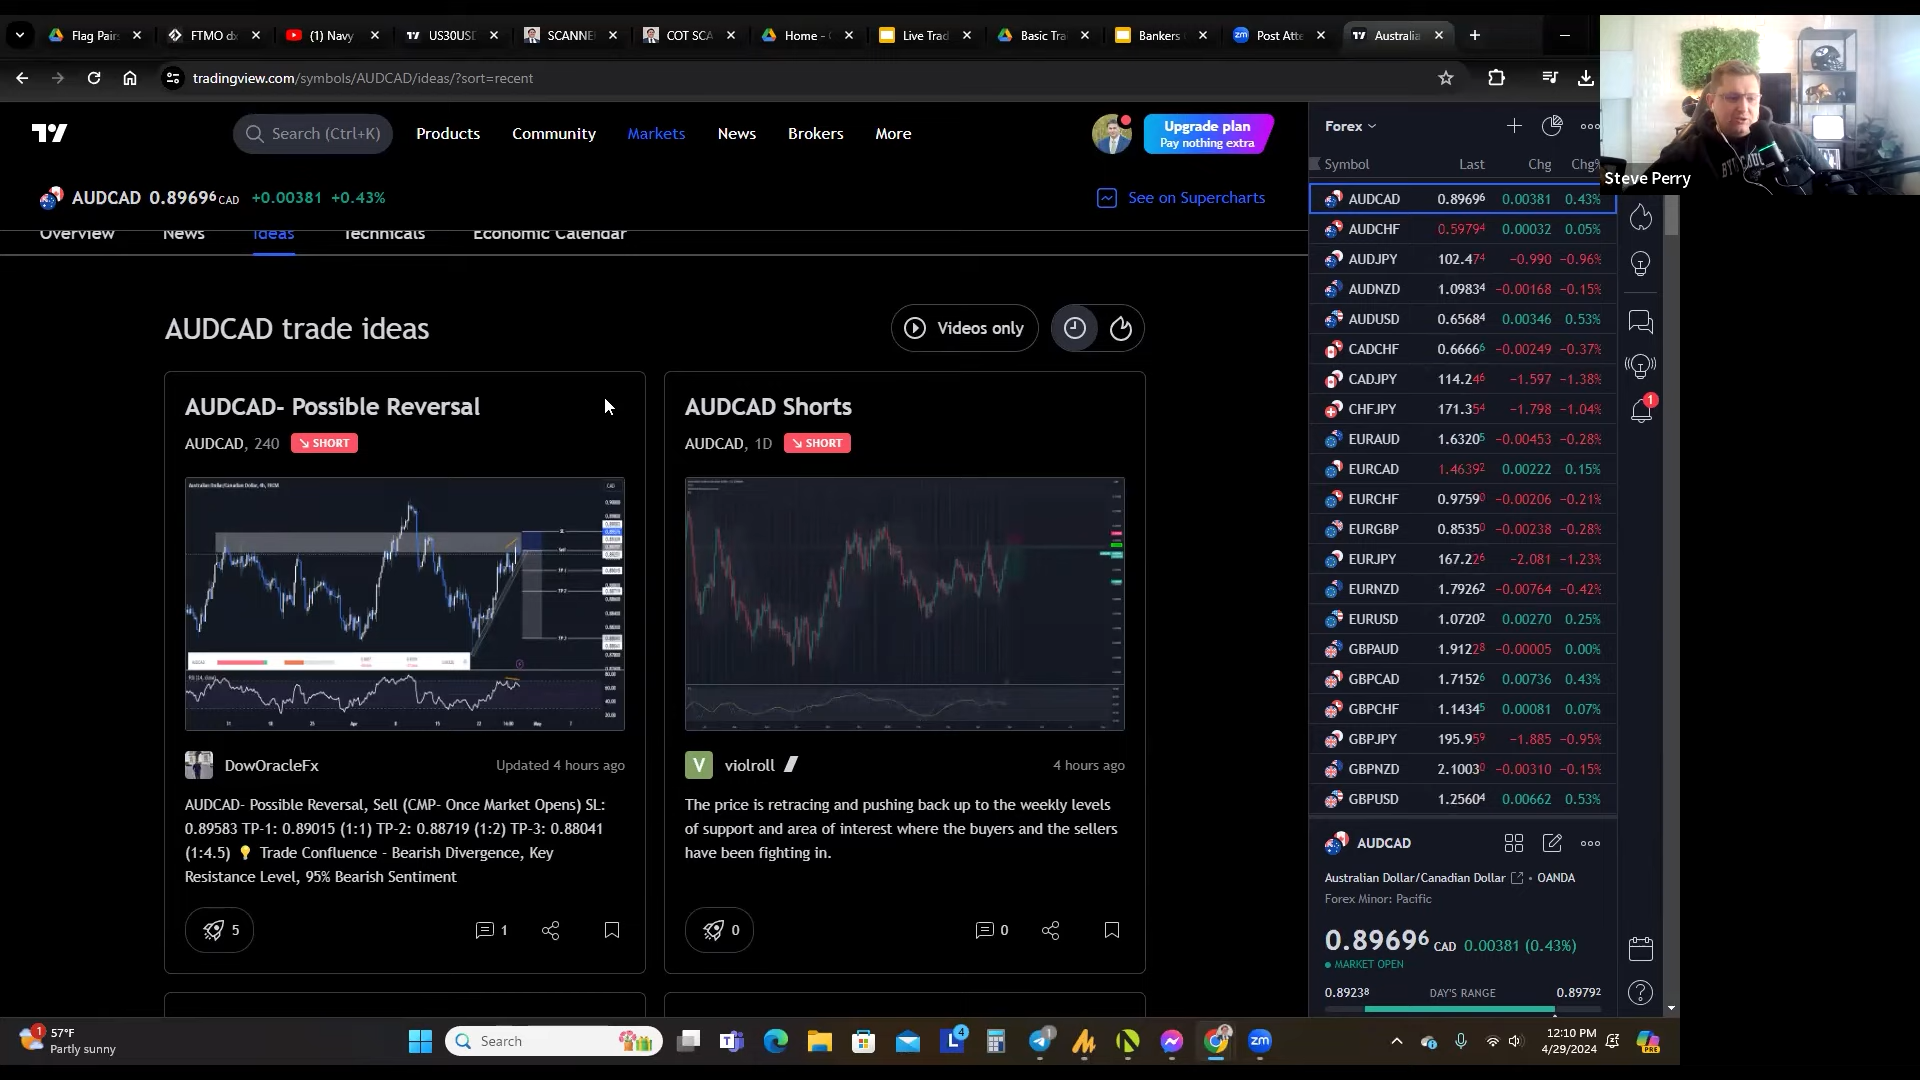 Flag Pair
FTMO dx
(1) Navy
US30USD
SCANNE
COT SCA
Home -
Live Trad
Basic Tra
Bankers
Post Atte
Australia
tradingview.com/symbols/AUDCAD/ideas/?sort=recent
Search (Ctrl+K)
Products
Community
Markets
News
Brokers
More
Upgrade plan
Pay nothing extra
AUDCAD 0.89696 CAD +0.00381 +0.43%
See on Supercharts
Overview
News
Ideas
Technicals
Economic Calendar
AUDCAD trade ideas
Videos only
AUDCAD- Possible Reversal
AUDCAD, 240 SHORT
DowOracleFx
Updated 4 hours ago
AUDCAD- Possible Reversal, Sell (CMP- Once Market Opens) SL:
0.89583 TP-1: 0.89015 (1:1) TP-2: 0.88719 (1:2) TP-3: 0.88041
(1:4.5) 💡 Trade Confluence - Bearish Divergence, Key
Resistance Level, 95% Bearish Sentiment
5
1
AUDCAD Shorts
AUDCAD, 1D SHORT
V violroll
4 hours ago
The price is retracing and pushing back up to the weekly levels
of support and area of interest where the buyers and the sellers
have been fighting in.
0
0
Forex
Symbol Last Chg Chg%
AUDCAD 0.89696 0.00381 0.43%
AUDCHF 0.59794 0.00032 0.05%
AUDJPY 102.474 −0.990 −0.96%
AUDNZD 1.09834 −0.00168 −0.15%
AUDUSD 0.65684 0.00346 0.53%
CADCHF 0.66666 −0.00249 −0.37%
CADJPY 114.246 −1.597 −1.38%
CHFJPY 171.354 −1.798 −1.04%
EURAUD 1.63205 −0.00453 −0.28%
EURCAD 1.46392 0.00222 0.15%
EURCHF 0.97590 −0.00206 −0.21%
EURGBP 0.85350 −0.00238 −0.28%
EURJPY 167.226 −2.081 −1.23%
EURNZD 1.79262 −0.00764 −0.42%
EURUSD 1.07202 0.00270 0.25%
GBPAUD 1.91228 −0.00005 0.00%
GBPCAD 1.71526 0.00736 0.43%
GBPCHF 1.14345 0.00081 0.07%
GBPJPY 195.959 −1.885 −0.95%
GBPNZD 2.10030 −0.00310 −0.15%
GBPUSD 1.25604 0.00662 0.53%
AUDCAD
Australian Dollar/Canadian Dollar • OANDA
Forex Minor: Pacific
0.89696 CAD 0.00381 (0.43%)
MARKET OPEN
0.89238 DAY'S RANGE 0.89792
1
Steve Perry
1
57°F
Partly sunny
Search
4
1
12:10 PM
4/29/2024